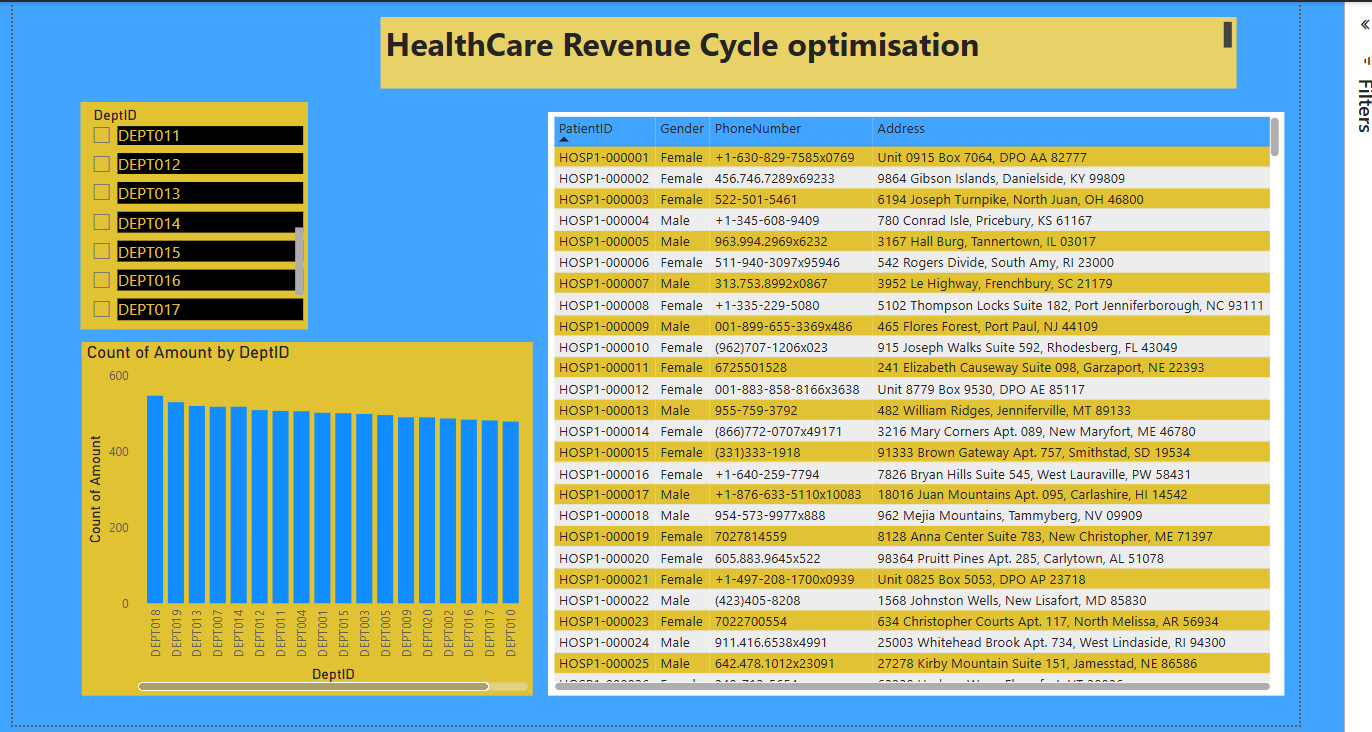 HealthCare Revenue Cycle optimisation
Filters
DeptID
DEPT011
DEPT012
DEPT013
DEPT014
DEPT015
DEPT016
DEPT017
Count of Amount by DeptID
600
400
200
0
Count of Amount
DEPT018
DEPT019
DEPT013
DEPT007
DEPT014
DEPT012
DEPT011
DEPT004
DEPT001
DEPT015
DEPT003
DEPT005
DEPT009
DEPT020
DEPT002
DEPT016
DEPT017
DEPT010
DeptID
PatientID Gender PhoneNumber Address
HOSP1-000001 Female +1-630-829-7585x0769 Unit 0915 Box 7064, DPO AA 82777
HOSP1-000002 Female 456.746.7289x69233 9864 Gibson Islands, Danielside, KY 99809
HOSP1-000003 Female 522-501-5461 6194 Joseph Turnpike, North Juan, OH 46800
HOSP1-000004 Male +1-345-608-9409 780 Conrad Isle, Pricebury, KS 61167
HOSP1-000005 Male 963.994.2969x6232 3167 Hall Burg, Tannertown, IL 03017
HOSP1-000006 Female 511-940-3097x95946 542 Rogers Divide, South Amy, RI 23000
HOSP1-000007 Male 313.753.8992x0867 3952 Le Highway, Frenchbury, SC 21179
HOSP1-000008 Female +1-335-229-5080 5102 Thompson Locks Suite 182, Port Jenniferborough, NC 93111
HOSP1-000009 Male 001-899-655-3369x486 465 Flores Forest, Port Paul, NJ 44109
HOSP1-000010 Female (962)707-1206x023 915 Joseph Walks Suite 592, Rhodesberg, FL 43049
HOSP1-000011 Female 6725501528 241 Elizabeth Causeway Suite 098, Garzaport, NE 22393
HOSP1-000012 Female 001-883-858-8166x3638 Unit 8779 Box 9530, DPO AE 85117
HOSP1-000013 Male 955-759-3792 482 William Ridges, Jenniferville, MT 89133
HOSP1-000014 Female (866)772-0707x49171 3216 Mary Corners Apt. 089, New Maryfort, ME 46780
HOSP1-000015 Female (331)333-1918 91333 Brown Gateway Apt. 757, Smithstad, SD 19534
HOSP1-000016 Female +1-640-259-7794 7826 Bryan Hills Suite 545, West Lauraville, PW 58431
HOSP1-000017 Male +1-876-633-5110x10083 18016 Juan Mountains Apt. 095, Carlashire, HI 14542
HOSP1-000018 Male 954-573-9977x888 962 Mejia Mountains, Tammyberg, NV 09909
HOSP1-000019 Female 7027814559 8128 Anna Center Suite 783, New Christopher, ME 71397
HOSP1-000020 Female 605.883.9645x522 98364 Pruitt Pines Apt. 285, Carlytown, AL 51078
HOSP1-000021 Female +1-497-208-1700x0939 Unit 0825 Box 5053, DPO AP 23718
HOSP1-000022 Male (423)405-8208 1568 Johnston Wells, New Lisafort, MD 85830
HOSP1-000023 Female 7022700554 634 Christopher Courts Apt. 117, North Melissa, AR 56934
HOSP1-000024 Male 911.416.6538x4991 25003 Whitehead Brook Apt. 734, West Lindaside, RI 94300
HOSP1-000025 Male 642.478.1012x23091 27278 Kirby Mountain Suite 151, Jamesstad, NE 86586